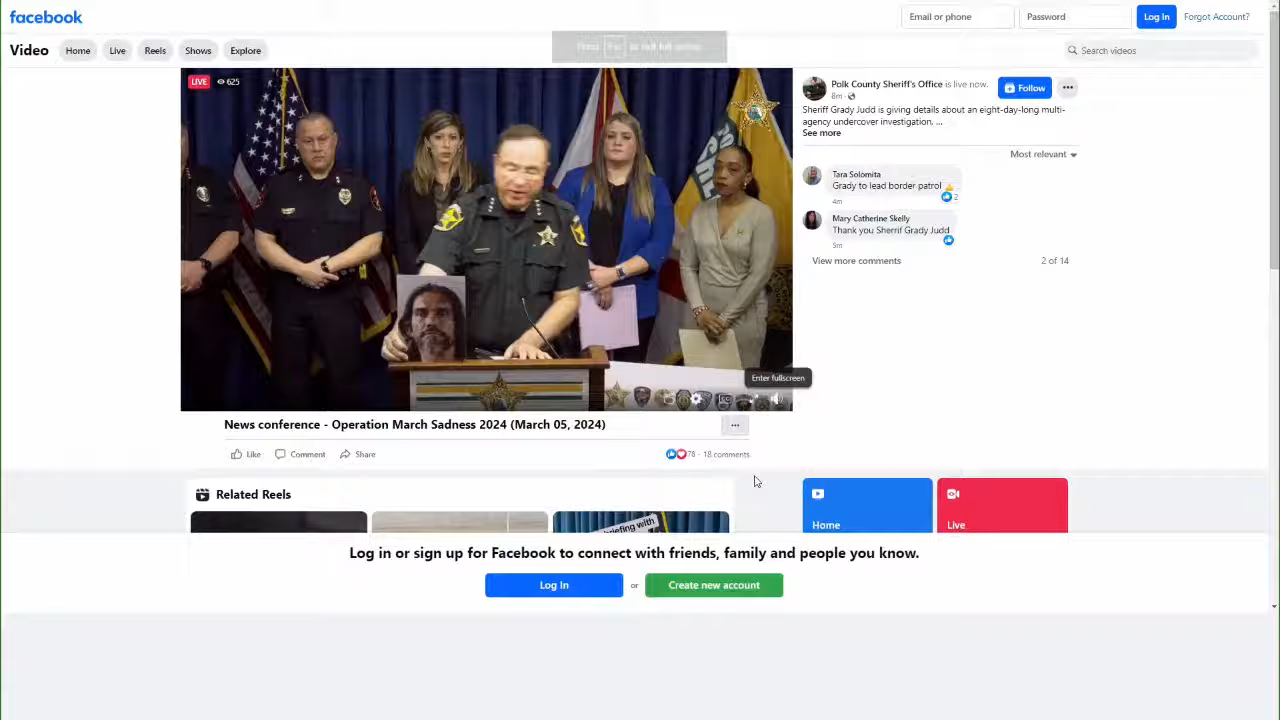 facebook
Email or phone
Password
Log In
Forgot Account?
Video
Home
Live
Reels
Shows
Explore
Search videos
LIVE
625
Polk County Sheriff's Office is live now.
8m ·
Follow
Sheriff Grady Judd is giving details about an eight-day-long multi-
agency undercover investigation, ...
See more
Most relevant
Tara Solomita
Grady to lead border patrol
2
4m
Mary Catherine Skelly
Thank you Sherrif Grady Judd
5m
View more comments
2 of 14
Enter fullscreen
News conference - Operation March Sadness 2024 (March 05, 2024)
Like
Comment
Share
78 · 18 comments
Related Reels
briefing with
Home
Live
Log in or sign up for Facebook to connect with friends, family and people you know.
Log In
or
Create new account